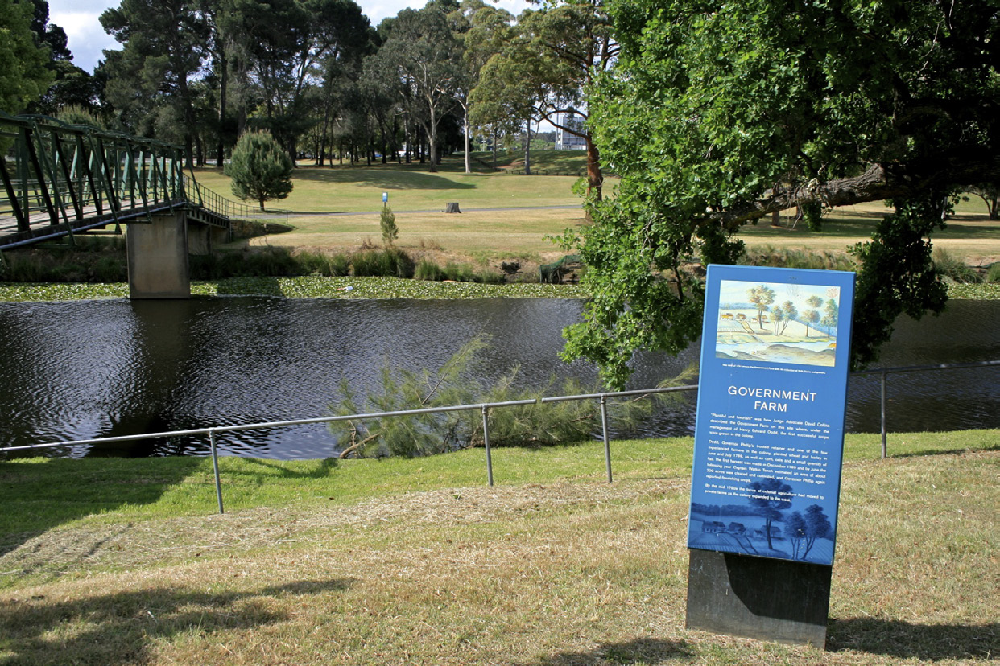 GOVERNMENT
FARM
"Plentiful and luxuriant" was how Judge Advocate David Collins
described the Government Farm on this site where, under the
management of Henry Edward Dodd, the first successful crops
were grown in the colony.
Dodd, Governor Phillip's trusted retainer and one of the few
experienced farmers in the colony, planted wheat and barley in
June and July 1789, as well as corn, oats and a small quantity of
flax. The first harvest was made in December 1789 and by June the
following year Captain Watkin Tench estimated an area of about
200 acres was cleared and cultivated, and Governor Phillip again
reported flourishing crops.
By the mid 1790s the focus of colonial agriculture had moved to
private farms as the colony expanded to the west.